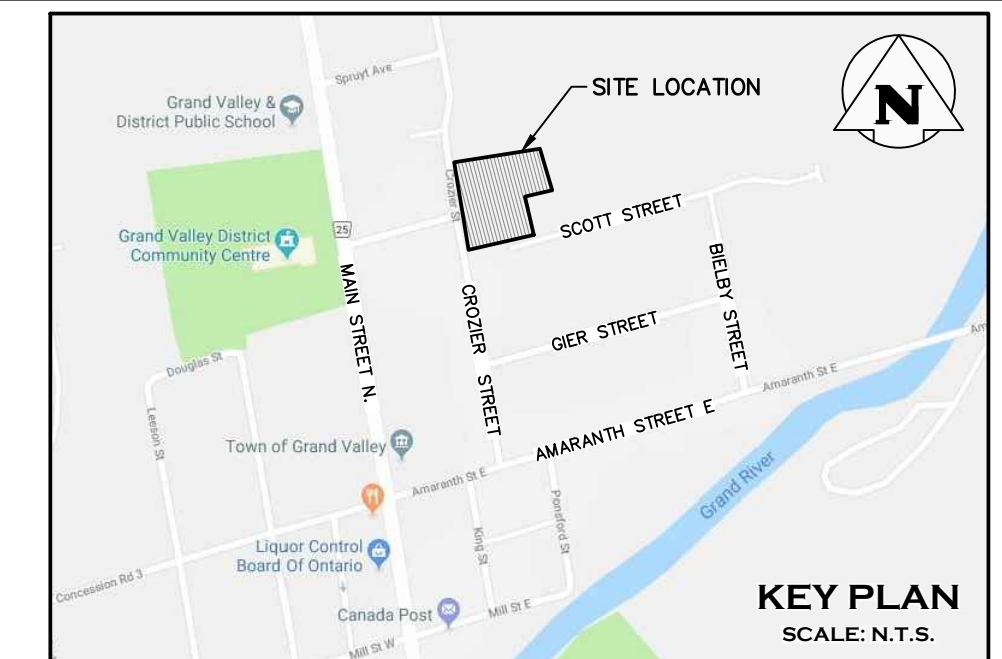 Spruyt Ave
Grand Valley &
District Public School
SITE LOCATION
N
Crozier St
25
Grand Valley District
Community Centre
SCOTT STREET
MAIN STREET N.
CROZIER STREET
BIELBY STREET
GIER STREET
Douglas St
Leeson St
Am
Amaranth St E
AMARANTH STREET E
Town of Grand Valley
Amaranth St E
Grand River
Ponsford St
King St
Liquor Control
Board Of Ontario
Concession Rd 3
Canada Post
Mill St E
Mill St W
KEY PLAN
SCALE: N.T.S.